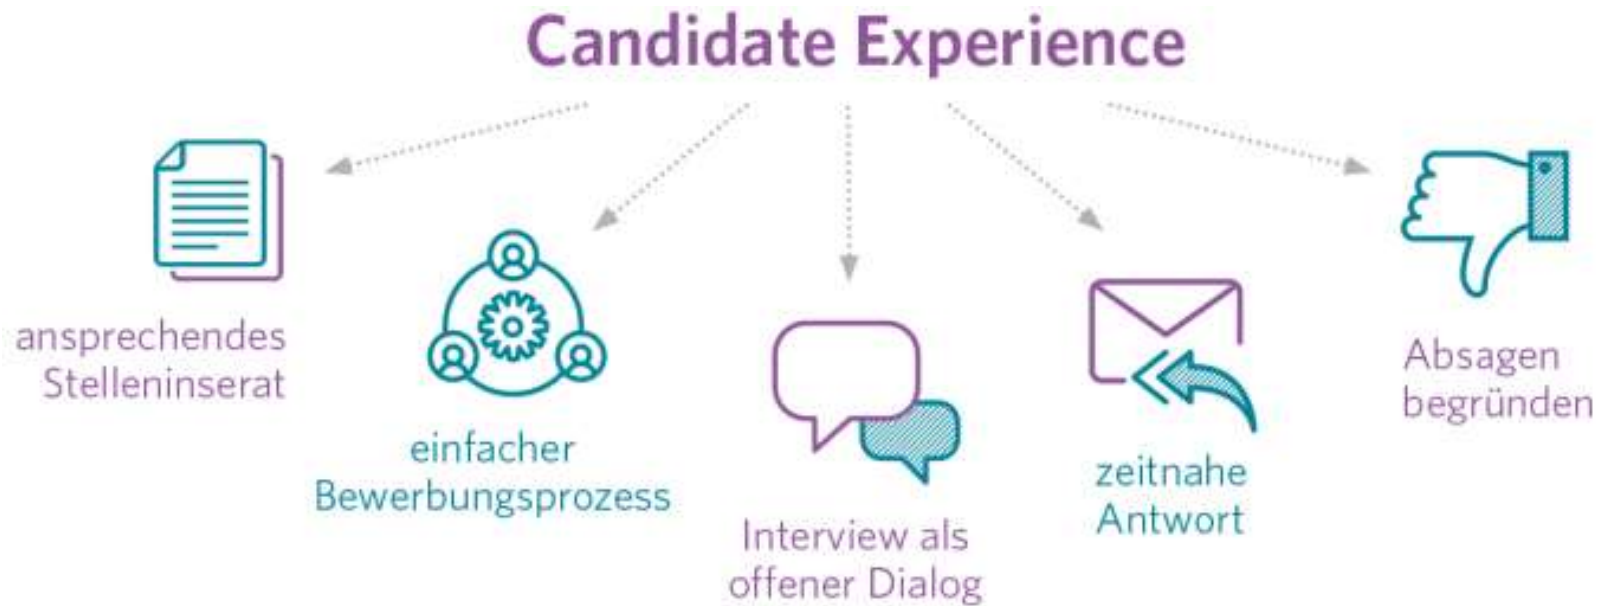 Candidate Experience
ansprechendes
Stelleninserat
einfacher
Bewerbungsprozess
Interview als
offener Dialog
zeitnahe
Antwort
Absagen
begründen